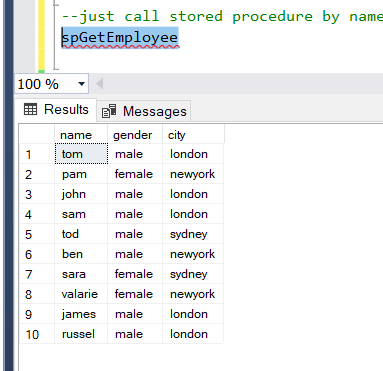 --just call stored procedure by name
spGetEmployee
100 %
Results Messages
name gender city
1 tom male london
2 pam female newyork
3 john male london
4 sam male london
5 tod male sydney
6 ben male newyork
7 sara female sydney
8 valarie female newyork
9 james male london
10 russel male london